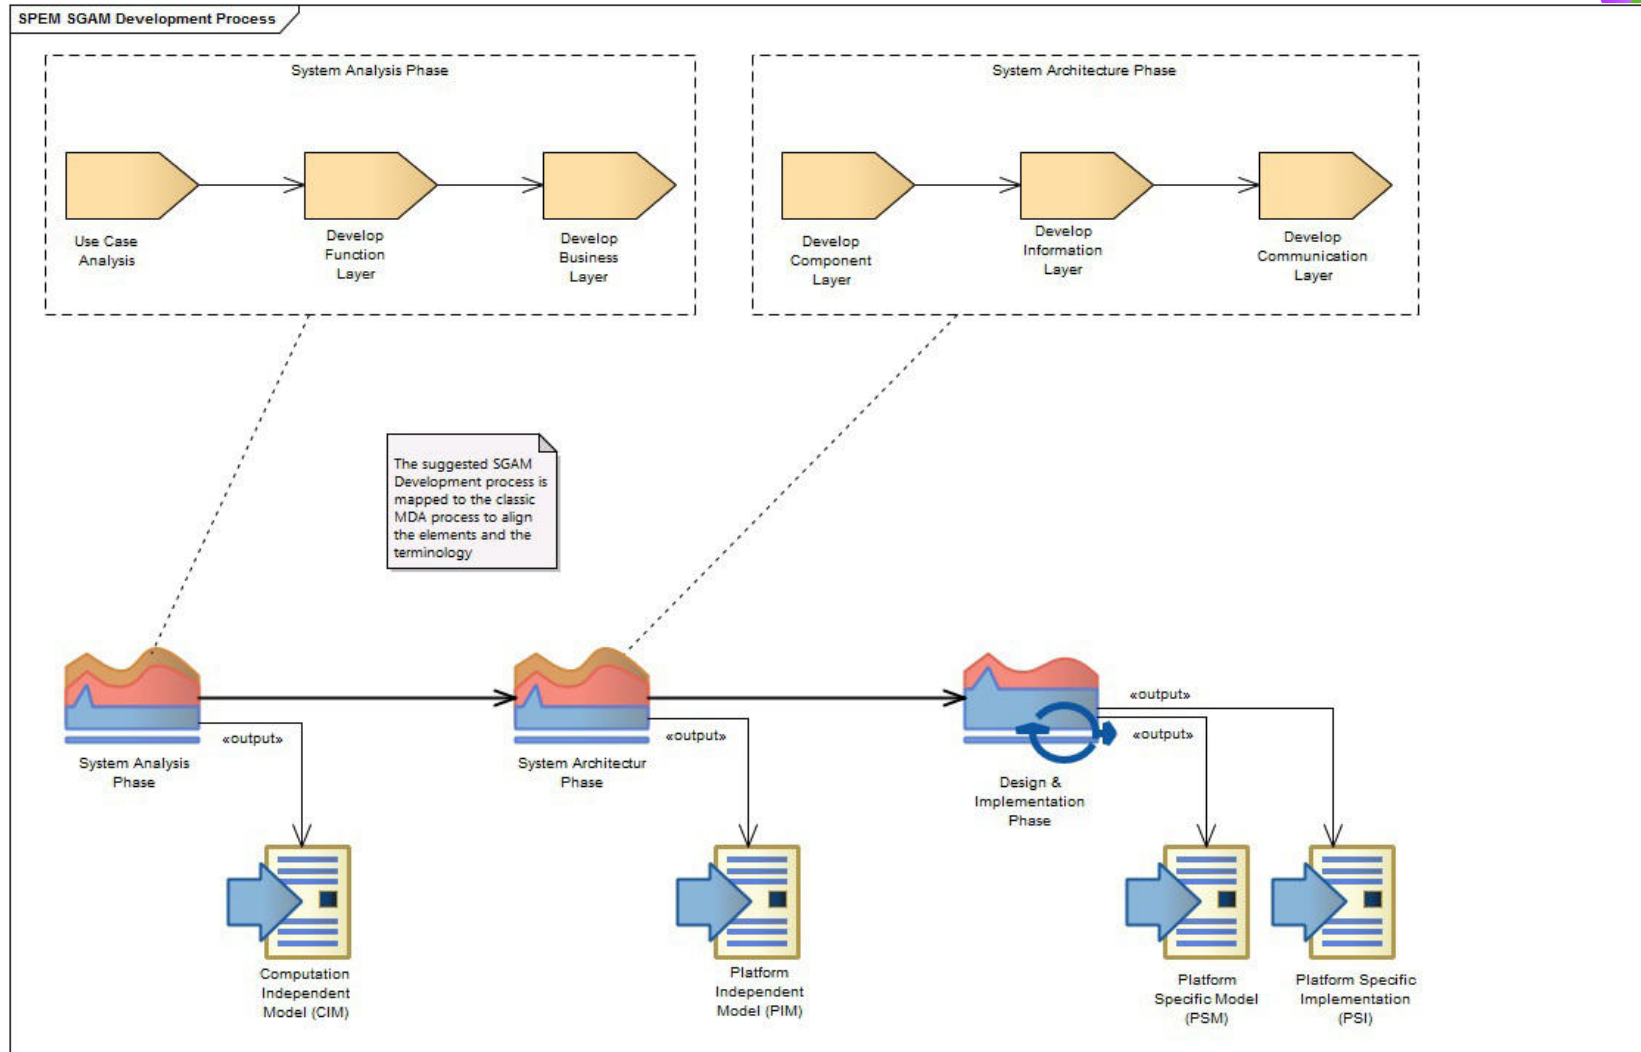 SPEM SGAM Development Process
System Analysis Phase
System Architecture Phase
Use Case
Analysis
Develop
Function
Layer
Develop
Business
Layer
Develop
Component
Layer
Develop
Information
Layer
Develop
Communication
Layer
The suggested SGAM
Development process is
mapped to the classic
MDA process to align
the elements and the
terminology
System Analysis
Phase
«output»
System Architectur
Phase
«output»
Design &
Implementation
Phase
«output»
«output»
Computation
Independent
Model (CIM)
Platform
Independent
Model (PIM)
Platform
Specific Model
(PSM)
Platform Specific
Implementation
(PSI)